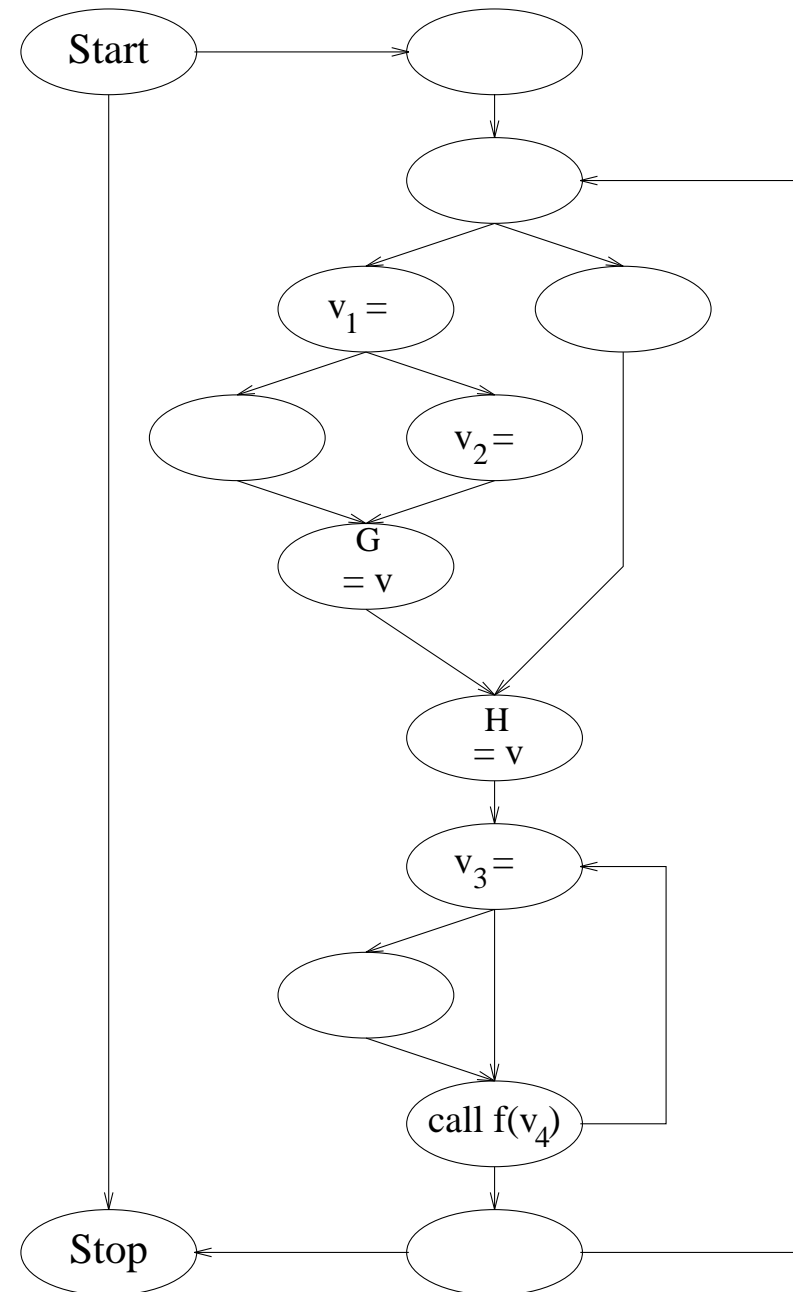 Start
v₁=
v₂=
G
= v
H
= v
v₃=
call f(v₄)
Stop